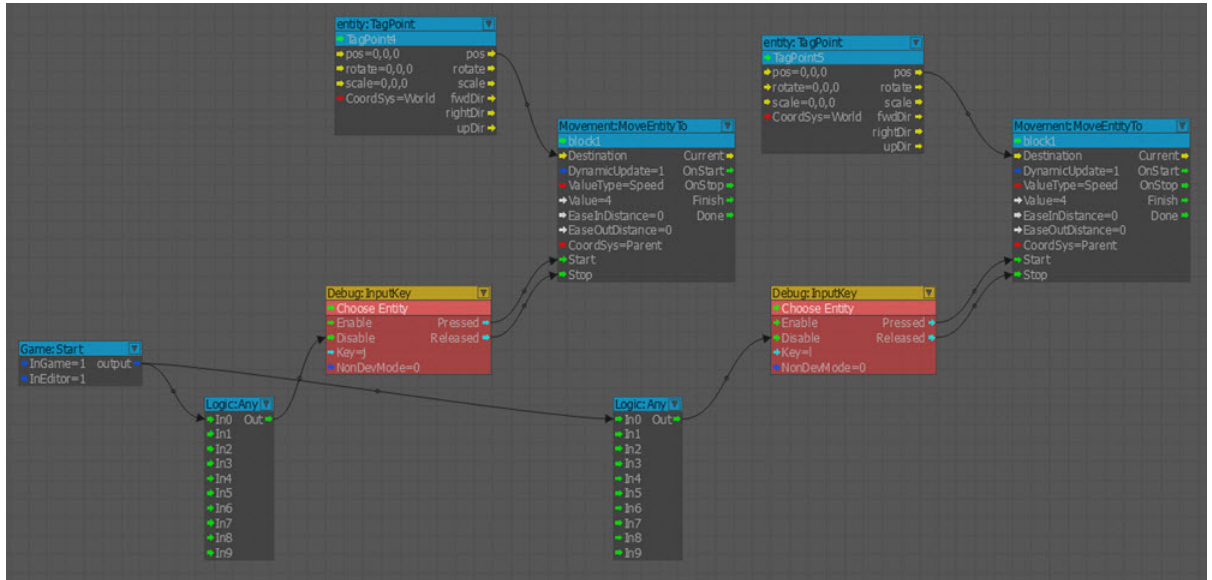 entity:TagPoint
TagPoint4
pos=0,0,0 pos
rotate=0,0,0 rotate
scale=0,0,0 scale
CoordSys=World fwdDir
rightDir
upDir
entity:TagPoint
TagPoint5
pos=0,0,0 pos
rotate=0,0,0 rotate
scale=0,0,0 scale
CoordSys=World fwdDir
rightDir
upDir
Movement:MoveEntityTo
block1
Destination Current
DynamicUpdate=1 OnStart
ValueType=Speed OnStop
Value=4 Finish
EaseInDistance=0 Done
EaseOutDistance=0
CoordSys=Parent
Start
Stop
Movement:MoveEntityTo
block1
Destination Current
DynamicUpdate=1 OnStart
ValueType=Speed OnStop
Value=4 Finish
EaseInDistance=0 Done
EaseOutDistance=0
CoordSys=Parent
Start
Stop
Debug:InputKey
Choose Entity
Enable Pressed
Disable Released
Key=j
NonDevMode=0
Debug:InputKey
Choose Entity
Enable Pressed
Disable Released
Key=l
NonDevMode=0
Game:Start
InGame=1 output
InEditor=1
Logic:Any
In0 Out
In1
In2
In3
In4
In5
In6
In7
In8
In9
Logic:Any
In0 Out
In1
In2
In3
In4
In5
In6
In7
In8
In9